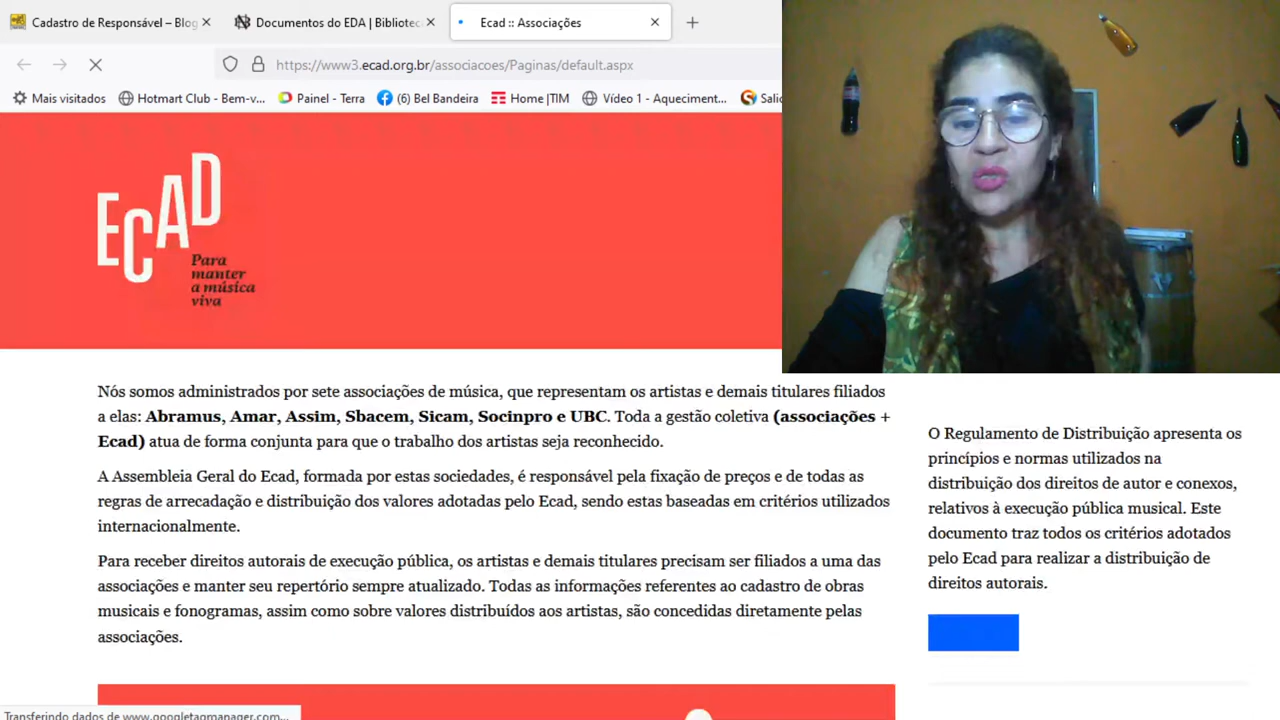 Cadastro de Responsável – Blog
Documentos do EDA | Bibliotec
Ecad :: Associações
https://www3.ecad.org.br/associacoes/Paginas/default.aspx
Mais visitados
Hotmart Club - Bem-v...
Painel - Terra
(6) Bel Bandeira
Home |TIM
Vídeo 1 - Aqueciment...
Salic
ECAD
Para
manter
a música
viva
Nós somos administrados por sete associações de música, que representam os artistas e demais titulares filiados
a elas: Abramus, Amar, Assim, Sbacem, Sicam, Socinpro e UBC. Toda a gestão coletiva (associações +
Ecad) atua de forma conjunta para que o trabalho dos artistas seja reconhecido.
A Assembleia Geral do Ecad, formada por estas sociedades, é responsável pela fixação de preços e de todas as
regras de arrecadação e distribuição dos valores adotadas pelo Ecad, sendo estas baseadas em critérios utilizados
internacionalmente.
Para receber direitos autorais de execução pública, os artistas e demais titulares precisam ser filiados a uma das
associações e manter seu repertório sempre atualizado. Todas as informações referentes ao cadastro de obras
musicais e fonogramas, assim como sobre valores distribuídos aos artistas, são concedidas diretamente pelas
associações.
O Regulamento de Distribuição apresenta os
princípios e normas utilizados na
distribuição dos direitos de autor e conexos,
relativos à execução pública musical. Este
documento traz todos os critérios adotados
pelo Ecad para realizar a distribuição de
direitos autorais.
Transferindo dados de www.googletagmanager.com...